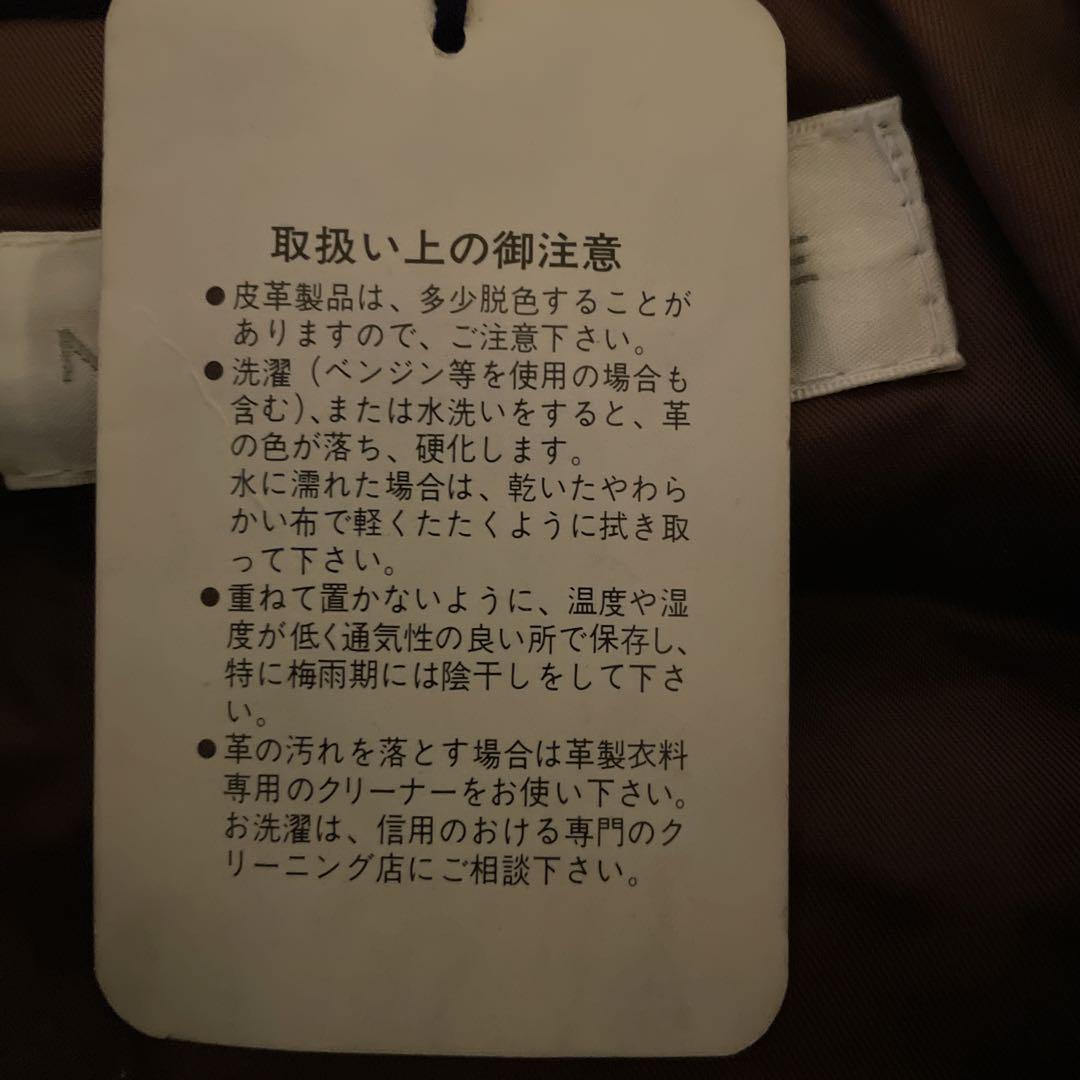 取扱い上の御注意
●皮革製品は、多少脱色することが
ありますので、ご注意下さい。
●洗濯（ベンジン等を使用の場合も
含む）、または水洗いをすると、革
の色が落ち、硬化します。
水に濡れた場合は、乾いたやわら
かい布で軽くたたくように拭き取
って下さい。
●重ねて置かないように、温度や湿
度が低く通気性の良い所で保存し、
特に梅雨期には陰干しをして下さ
い。
●革の汚れを落とす場合は革製衣料
専用のクリーナーをお使い下さい。
お洗濯は、信用のおける専門のク
リーニング店にご相談下さい。